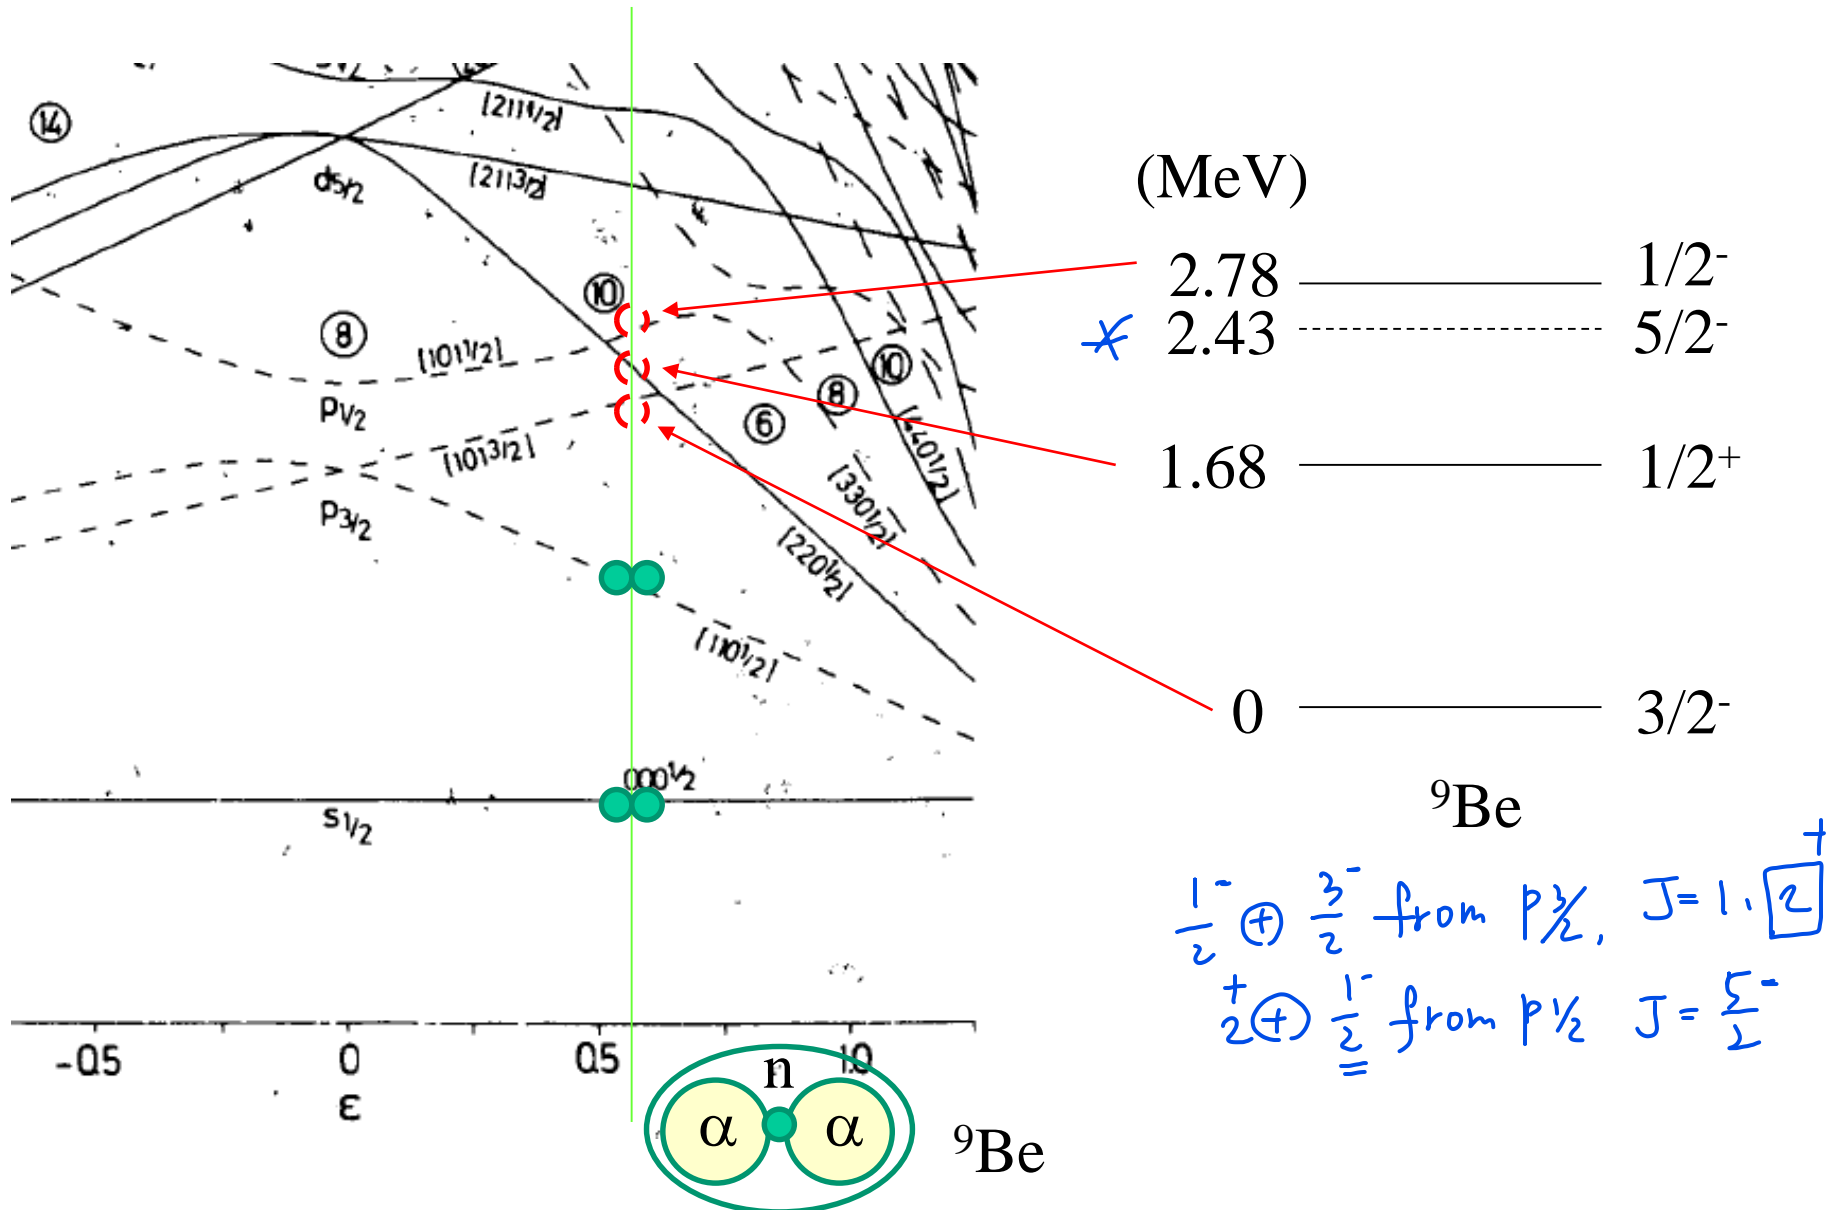 ⑭
[211 1/2]
[211 3/2]
d5/2
⑩
⑧
[101 1/2]
p1/2
[101 3/2]
p3/2
⑥
⑧
⑩
[440 1/2]
[330 1/2]
[220 1/2]
[110 1/2]
000 1/2
s1/2
-0.5 0 0.5 1.0
ε
(MeV)
2.78 1/2⁻
2.43 5/2⁻
1.68 1/2⁺
0 3/2⁻
⁹Be
1/2⁻ ⊕ 3/2⁻ from P3/2, J=1, 2⁺
2⁺ ⊕ 1/2⁻ from P1/2 J= 5/2⁻
n
α α
⁹Be